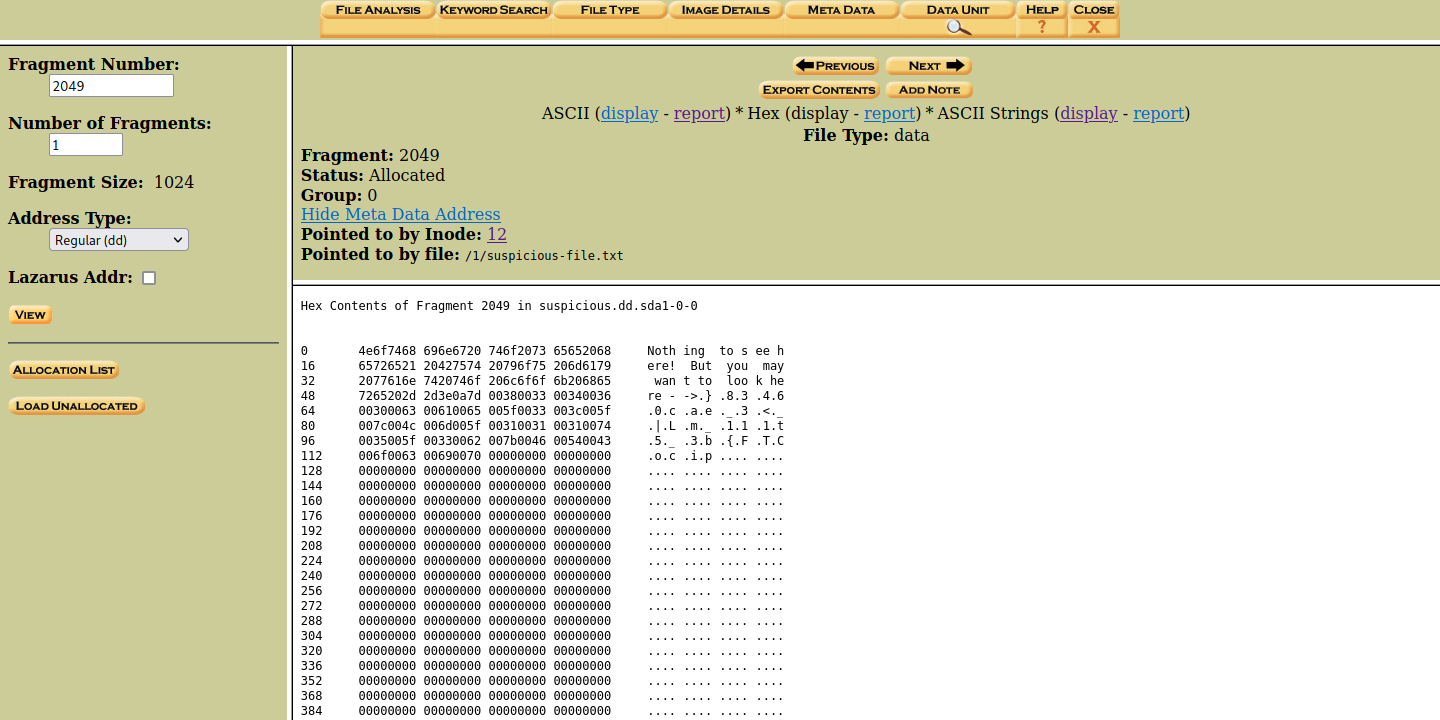 FILE ANALYSIS KEYWORD SEARCH FILE TYPE IMAGE DETAILS META DATA DATA UNIT HELP CLOSE
? X
Fragment Number:
2049
Number of Fragments:
1
Fragment Size: 1024
Address Type:
Regular (dd)
Lazarus Addr:
VIEW
ALLOCATION LIST
LOAD UNALLOCATED
PREVIOUS NEXT
EXPORT CONTENTS ADD NOTE
ASCII (display - report) * Hex (display - report) * ASCII Strings (display - report)
File Type: data
Fragment: 2049
Status: Allocated
Group: 0
Hide Meta Data Address
Pointed to by Inode: 12
Pointed to by file: /1/suspicious-file.txt
Hex Contents of Fragment 2049 in suspicious.dd.sda1-0-0
0 4e6f7468 696e6720 746f2073 65652068 Noth ing  to s ee h
16 65726521 20427574 20796f75 206d6179 ere!  But  you  may
32 2077616e 7420746f 206c6f6f 6b206865  wan t to  loo k he
48 7265202d 2d3e0a7d 00380033 00340036 re - ->.} .8.3 .4.6
64 00300063 00610065 005f0033 003c005f .0.c .a.e ._.3 .<._
80 007c004c 006d005f 00310031 00310074 .|.L .m._ .1.1 .1.t
96 0035005f 00330062 007b0046 00540043 .5._ .3.b .{.F .T.C
112 006f0063 00690070 00000000 00000000 .o.c .i.p .... ....
128 00000000 00000000 00000000 00000000 .... .... .... ....
144 00000000 00000000 00000000 00000000 .... .... .... ....
160 00000000 00000000 00000000 00000000 .... .... .... ....
176 00000000 00000000 00000000 00000000 .... .... .... ....
192 00000000 00000000 00000000 00000000 .... .... .... ....
208 00000000 00000000 00000000 00000000 .... .... .... ....
224 00000000 00000000 00000000 00000000 .... .... .... ....
240 00000000 00000000 00000000 00000000 .... .... .... ....
256 00000000 00000000 00000000 00000000 .... .... .... ....
272 00000000 00000000 00000000 00000000 .... .... .... ....
288 00000000 00000000 00000000 00000000 .... .... .... ....
304 00000000 00000000 00000000 00000000 .... .... .... ....
320 00000000 00000000 00000000 00000000 .... .... .... ....
336 00000000 00000000 00000000 00000000 .... .... .... ....
352 00000000 00000000 00000000 00000000 .... .... .... ....
368 00000000 00000000 00000000 00000000 .... .... .... ....
384 00000000 00000000 00000000 00000000 .... .... .... ....